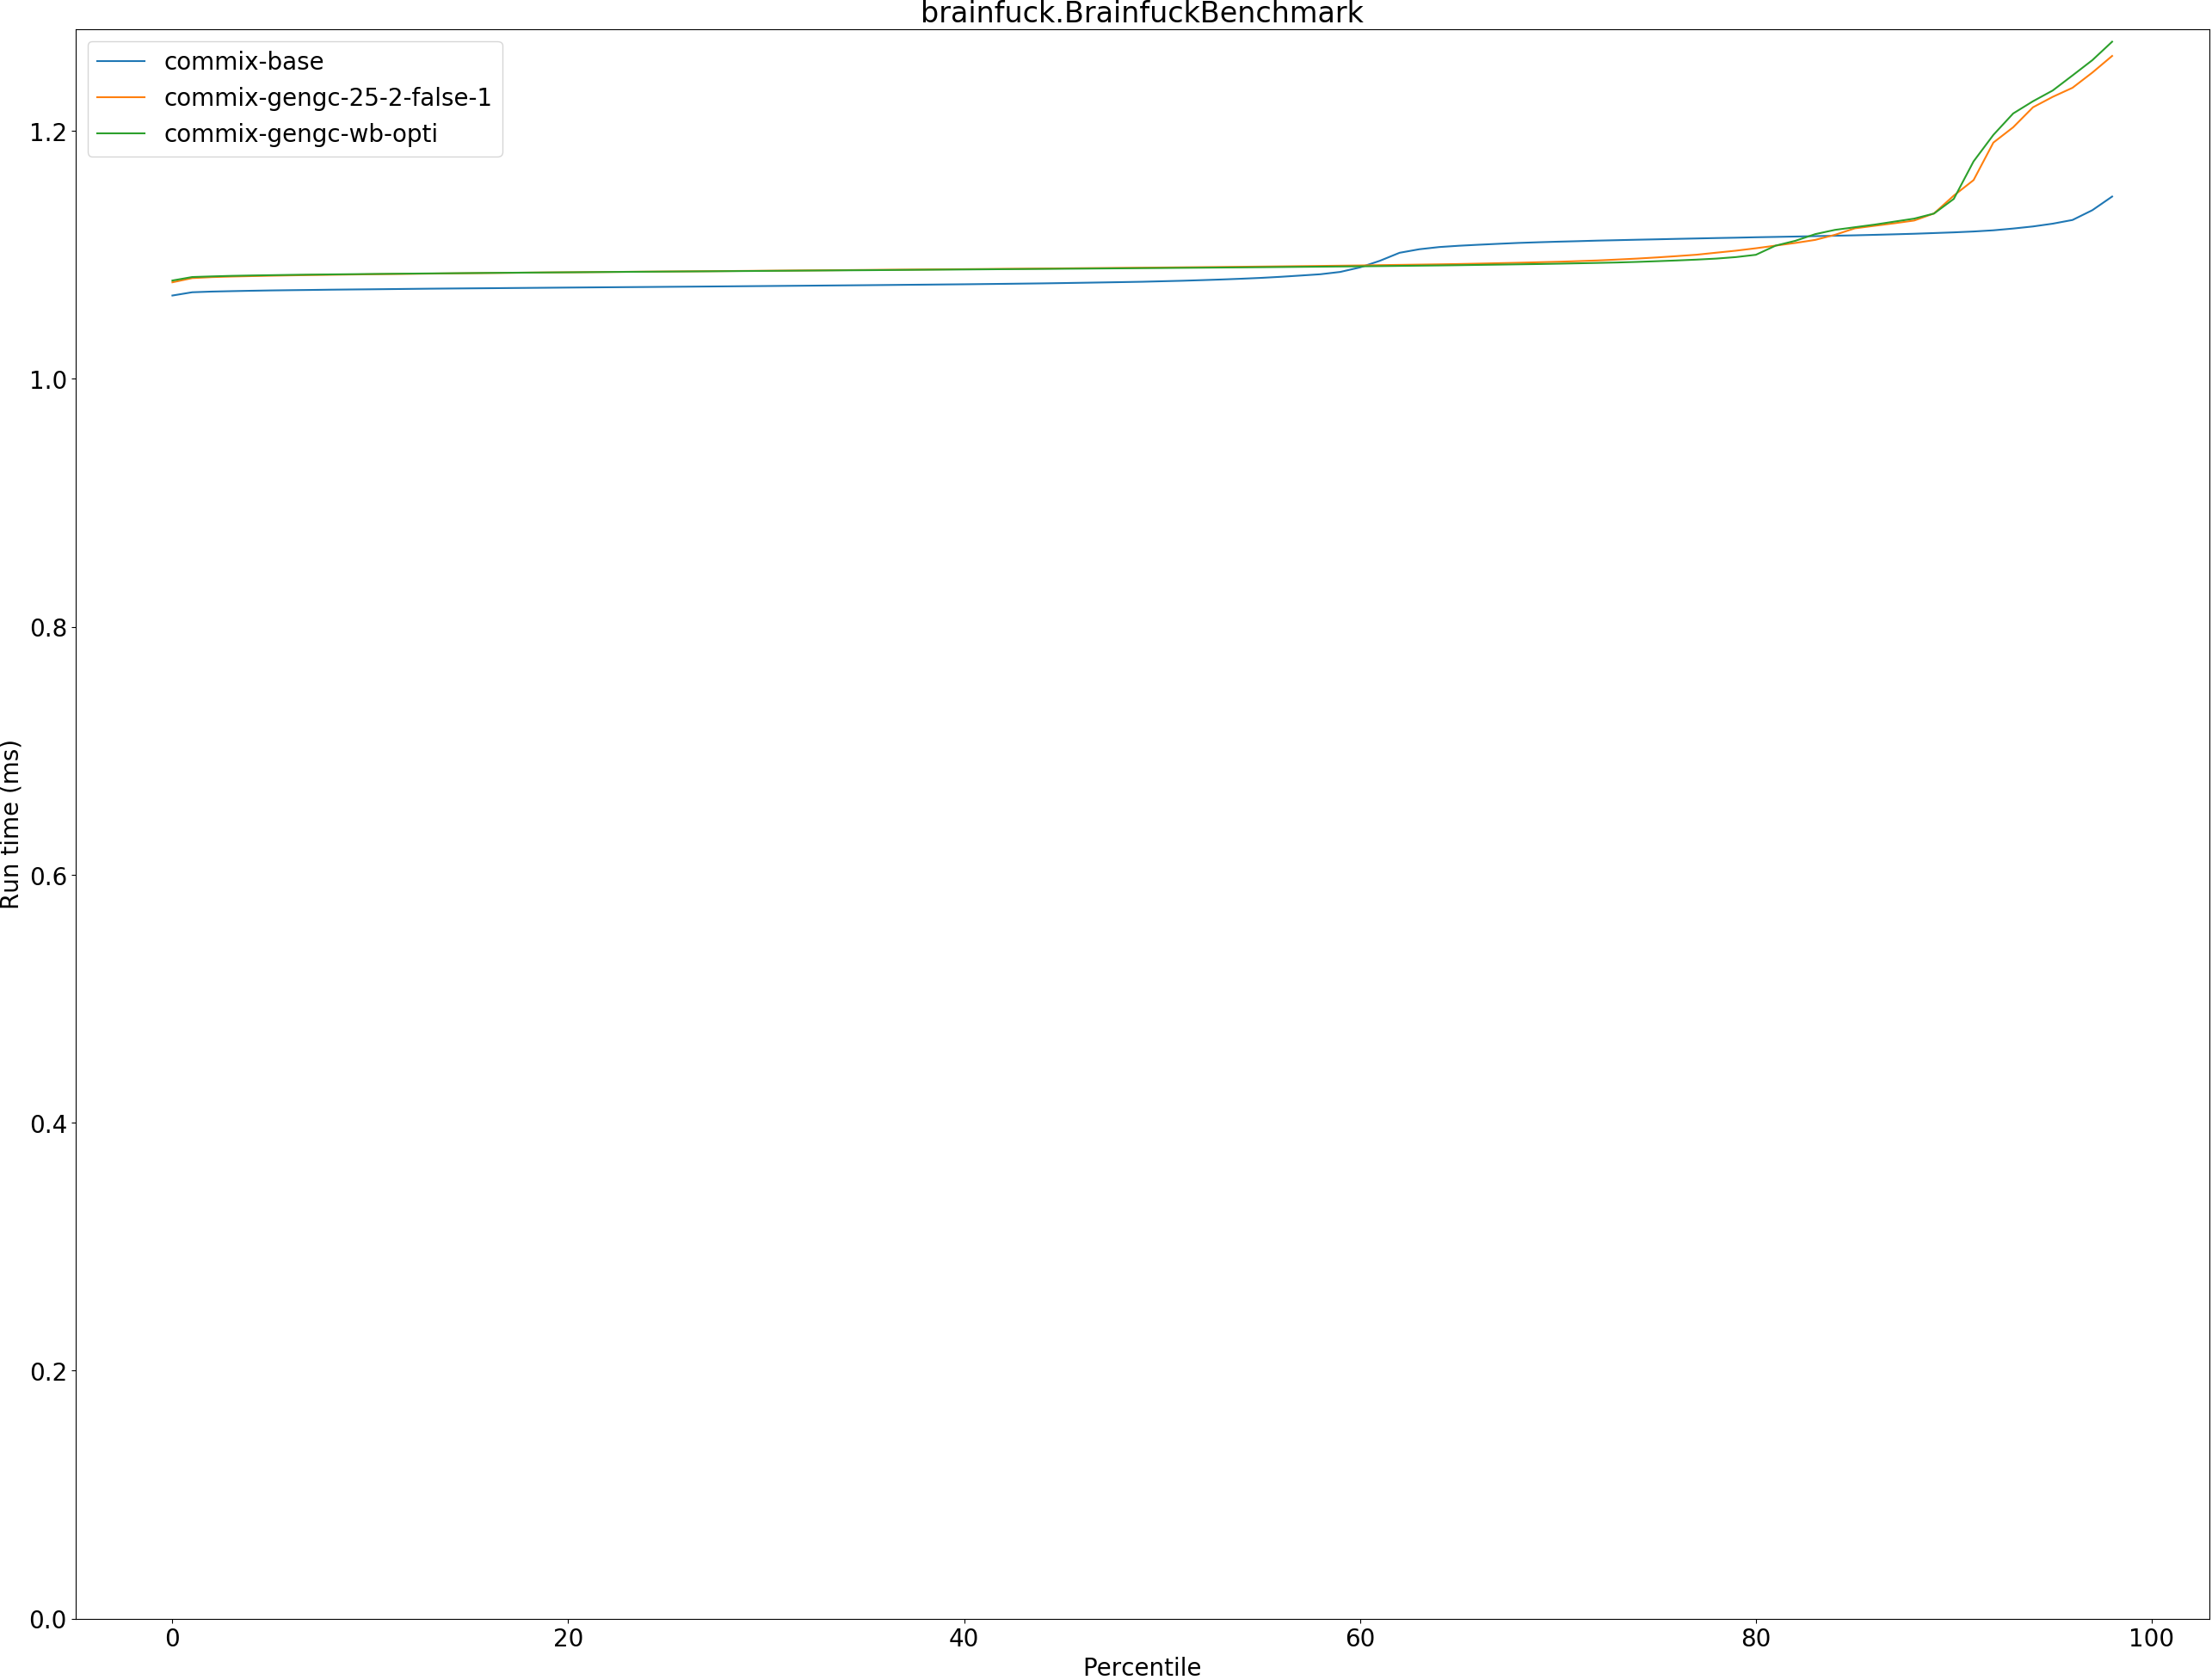 brainfuck.BrainfuckBenchmark
commix-base
commix-gengc-25-2-false-1
commix-gengc-wb-opti
1.2
1.0
0.8
0.6
0.4
0.2
0.0
Run time (ms)
0 20 40 60 80 100
Percentile